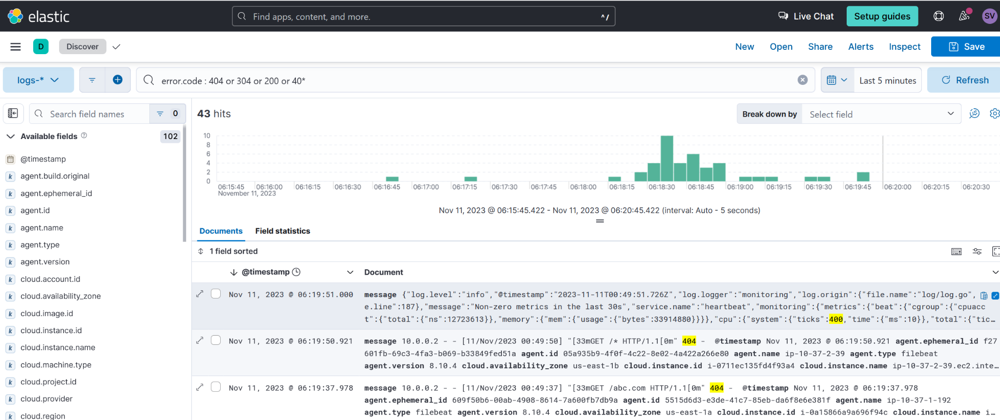 elastic
Find apps, content, and more.
^/
Live Chat
Setup guides
SV
D
Discover
New
Open
Share
Alerts
Inspect
Save
logs-*
error.code : 404 or 304 or 200 or 40*
Last 5 minutes
Refresh
Search field names
0
Available fields
102
@timestamp
k agent.build.original
k agent.ephemeral_id
k agent.id
k agent.name
k agent.type
k agent.version
k cloud.account.id
k cloud.availability_zone
k cloud.image.id
k cloud.instance.id
k cloud.instance.name
k cloud.machine.type
k cloud.project.id
k cloud.provider
k cloud.region
43 hits
Break down by
Select field
10
8
6
4
2
0
06:15:45 06:16:00 06:16:15 06:16:30 06:16:45 06:17:00 06:17:15 06:17:30 06:17:45 06:18:00 06:18:15 06:18:30 06:18:45 06:19:00 06:19:15 06:19:30 06:19:45 06:20:00 06:20:15 06:20:30
November 11, 2023
Nov 11, 2023 @ 06:15:45.422 - Nov 11, 2023 @ 06:20:45.422 (interval: Auto - 5 seconds)
Documents
Field statistics
1 field sorted
@timestamp
Document
Nov 11, 2023 @ 06:19:51.000
message {"log.level":"info","@timestamp":"2023-11-11T00:49:51.726Z","log.logger":"monitoring","log.origin":{"file.name":"log/log.go",
e.line":187},"message":"Non-zero metrics in the last 30s","service.name":"heartbeat","monitoring":{"metrics":{"beat":{"cgroup":{"cpuacc
t":{"total":{"ns":12723613}},"memory":{"mem":{"usage":{"bytes":33914880}}}},"cpu":{"system":{"ticks":400,"time":{"ms":10}},"total":{"tic…
Nov 11, 2023 @ 06:19:50.921
message 10.0.0.2 - - [11/Nov/2023 00:49:50] "[33mGET /* HTTP/1.1[0m" 404 - @timestamp Nov 11, 2023 @ 06:19:50.921 agent.ephemeral_id f27
601fb-69c3-4fa3-b069-b33849fed51a agent.id 05a935b9-4f0f-4c22-8e02-4a422a266e80 agent.name ip-10-37-2-39 agent.type filebeat
agent.version 8.10.4 cloud.availability_zone us-east-1b cloud.instance.id i-0711ec135fd4f93a4 cloud.instance.name ip-10-37-2-39.ec2.inte…
Nov 11, 2023 @ 06:19:37.978
message 10.0.0.2 - - [11/Nov/2023 00:49:37] "[33mGET /abc.com HTTP/1.1[0m" 404 - @timestamp Nov 11, 2023 @ 06:19:37.978
agent.ephemeral_id 609f50b6-00ab-4908-8614-7a600fb7db9a agent.id 5515d6d3-e3de-41c7-85eb-da6f8e6e381f agent.name ip-10-37-1-192
agent.type filebeat agent.version 8.10.4 cloud.availability_zone us-east-1a cloud.instance.id i-0a15866a9a696f94c cloud.instance.name i…